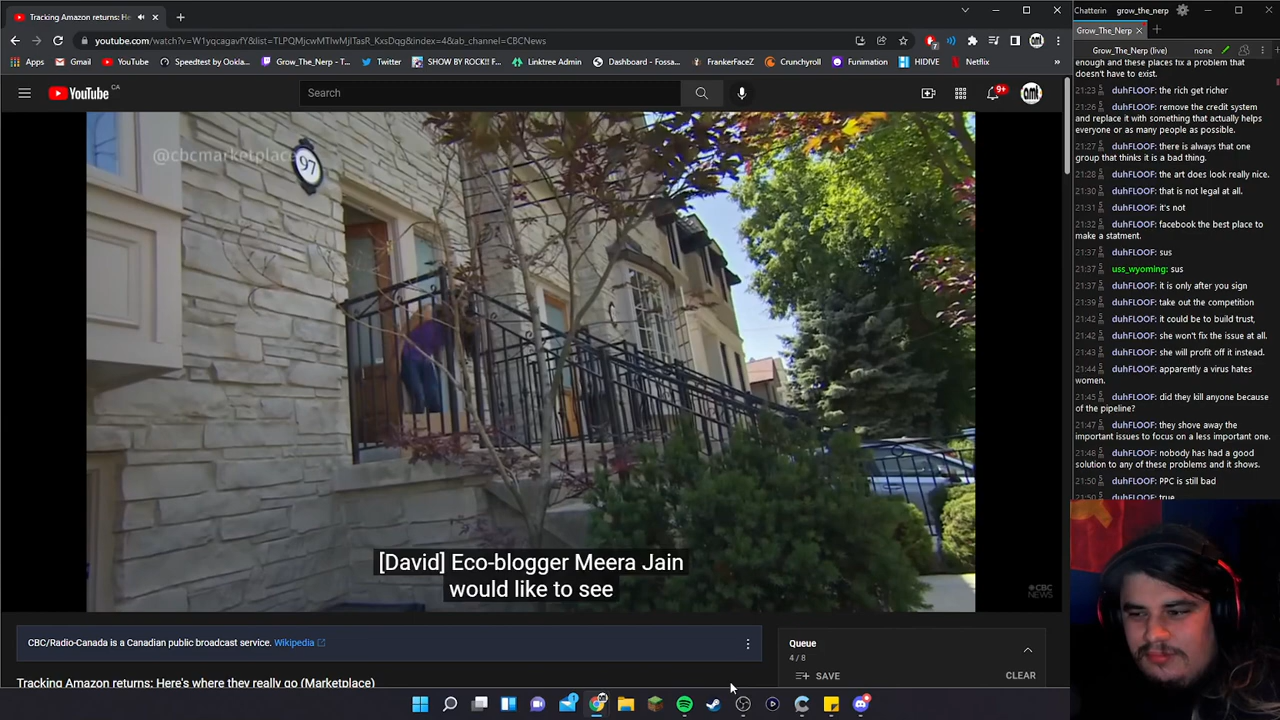 Tracking Amazon returns: He
Chatterin
grow_the_nerp
youtube.com/watch?v=W1yqcagavfY&list=TLPQMjcwMTIwMjITasR_KxsDqg&index=4&ab_channel=CBCNews
Grow_The_Nerp
Apps
Gmail
YouTube
Speedtest by Ookla...
Grow_The_Nerp - T...
Twitter
SHOW BY ROCK!! F...
Linktree Admin
Dashboard - Fossa...
FrankerFaceZ
Crunchyroll
Funimation
HIDIVE
Netflix
Grow_The_Nerp (live)
none
YouTube CA
Search
9+
@cbcmarketplace
97
[David] Eco-blogger Meera Jain
would like to see
CBC NEWS
CBC/Radio-Canada is a Canadian public broadcast service. Wikipedia
Queue
4 / 8
SAVE
CLEAR
Tracking Amazon returns: Here's where they really go (Marketplace)
enough and these places fix a problem that
doesn't have to exist.
21:23 duhFLOOF: the rich get richer
21:26 duhFLOOF: remove the credit system
and replace it with something that actually helps
everyone or as many people as possible.
21:27 duhFLOOF: there is always that one
group that thinks it is a bad thing.
21:28 duhFLOOF: the art does look really nice.
21:30 duhFLOOF: that is not legal at all.
21:31 duhFLOOF: it's not
21:32 duhFLOOF: facebook the best place to
make a statment.
21:37 duhFLOOF: sus
21:37 uss_wyoming: sus
21:37 duhFLOOF: it is only after you sign
21:39 duhFLOOF: take out the competition
21:42 duhFLOOF: it could be to build trust,
21:42 duhFLOOF: she won't fix the issue at all.
21:43 duhFLOOF: she will profit off it instead.
21:44 duhFLOOF: apparently a virus hates
women.
21:45 duhFLOOF: did they kill anyone because
of the pipeline?
21:47 duhFLOOF: they shove away the
important issues to focus on a less important one.
21:48 duhFLOOF: nobody has had a good
solution to any of these problems and it shows.
21:50 duhFLOOF: PPC is still bad
21:50 duhFLOOF: true